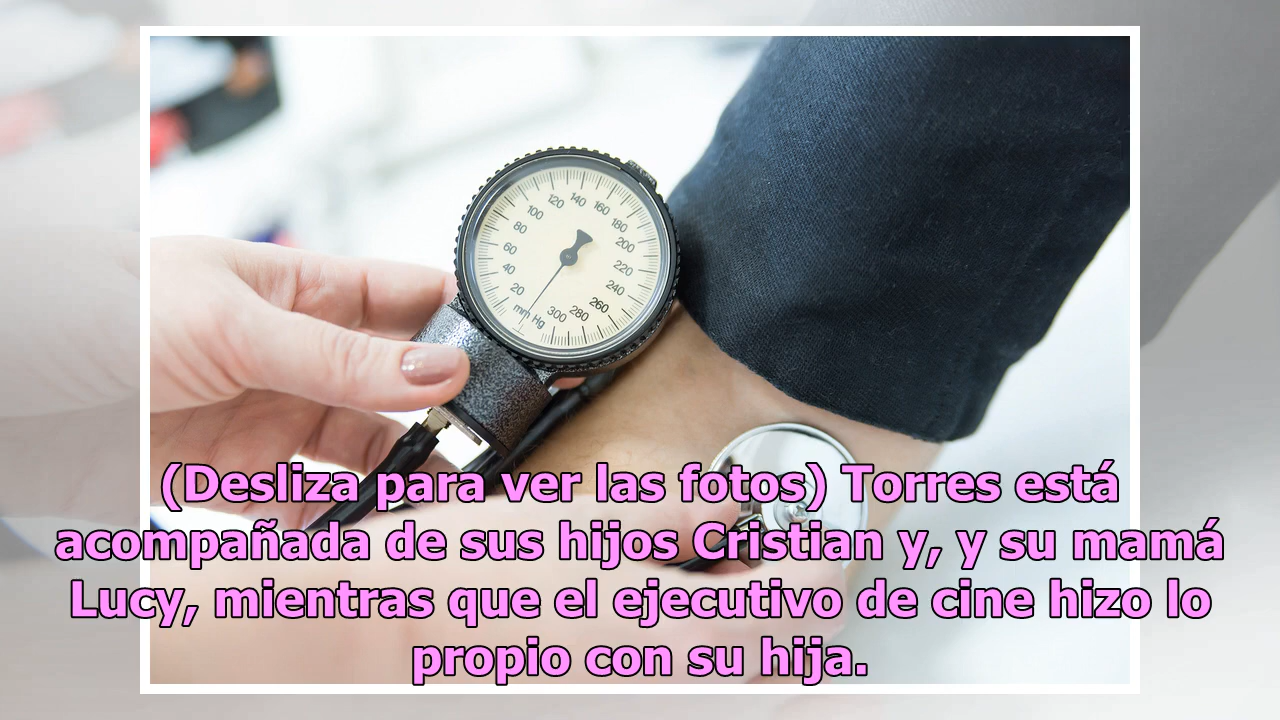 120 140 160
100 180
80 200
60 220
40 240
20 260
mm Hg 300 280
(Desliza para ver las fotos) Torres está
acompañada de sus hijos Cristian y, y su mamá
Lucy, mientras que el ejecutivo de cine hizo lo
propio con su hija.